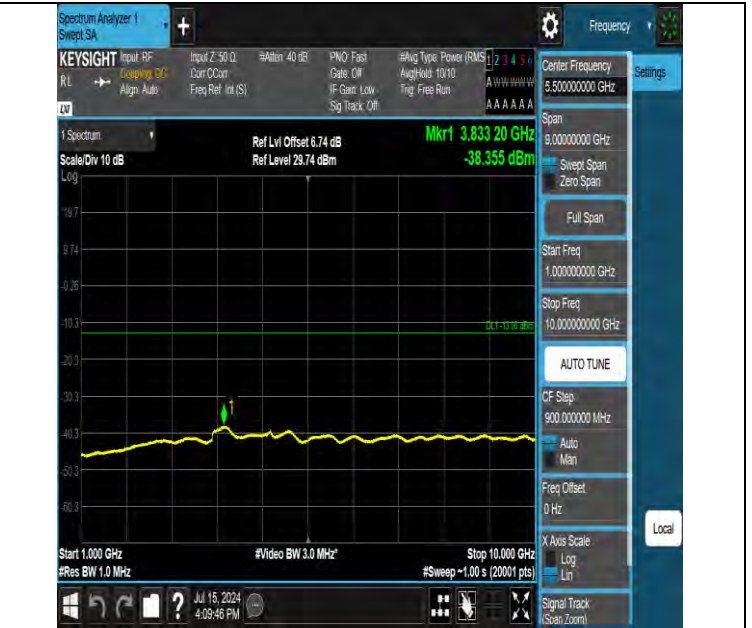 Spectrum Analyzer 1
Swept SA
+
Frequency
KEYSIGHT
Input: RF
Coupling: DC
Align: Auto
Input Z: 50 Ω
Corr CCorr
Freq Ref: Int (S)
#Atten: 40 dB
PNO: Fast
Gate: Off
IF Gain: Low
Sig Track: Off
#Avg Type: Power (RMS
Avg|Hold: 10/10
Trig: Free Run
1 2 3 4 5 6
A W W W W W
A A A A A A
RL
LXI
1 Spectrum
Scale/Div 10 dB
Log
Ref Lvl Offset 6.74 dB
Ref Level 29.74 dBm
Mkr1 3.833 20 GHz
-38.355 dBm
19.7
9.74
-0.26
-10.3
-20.3
-30.3
-40.3
-50.3
-60.3
DL1 -13.00 dBm
1
Start 1.000 GHz
#Res BW 1.0 MHz
#Video BW 3.0 MHz*
Stop 10.000 GHz
#Sweep ~1.00 s (20001 pts)
Center Frequency
5.500000000 GHz
Settings
Span
9.00000000 GHz
Swept Span
Zero Span
Full Span
Start Freq
1.000000000 GHz
Stop Freq
10.000000000 GHz
AUTO TUNE
CF Step
900.000000 MHz
Auto
Man
Freq Offset
0 Hz
X Axis Scale
Log
Lin
Local
Signal Track
(Span Zoom)
?
Jul 15, 2024
4:09:46 PM